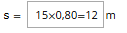 s = 15×0,80=12 m